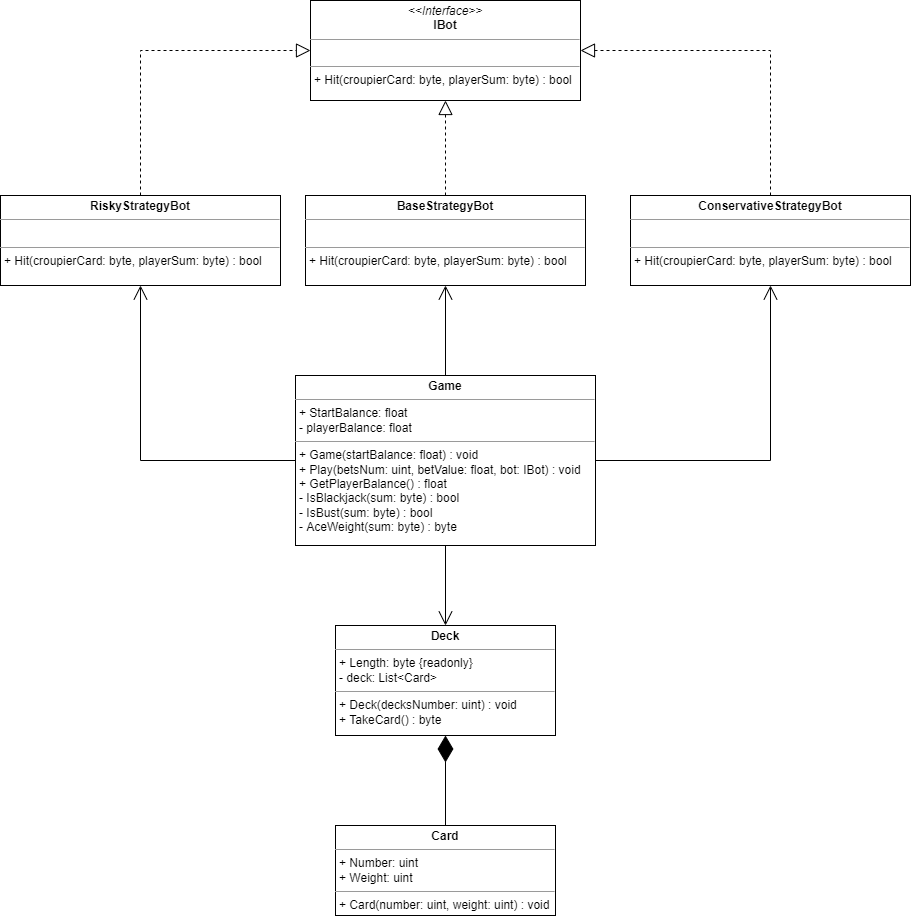 <<Interface>>
IBot
+ Hit(croupierCard: byte, playerSum: byte) : bool
RiskyStrategyBot
+ Hit(croupierCard: byte, playerSum: byte) : bool
BaseStrategyBot
+ Hit(croupierCard: byte, playerSum: byte) : bool
ConservativeStrategyBot
+ Hit(croupierCard: byte, playerSum: byte) : bool
Game
+ StartBalance: float
- playerBalance: float
+ Game(startBalance: float) : void
+ Play(betsNum: uint, betValue: float, bot: IBot) : void
+ GetPlayerBalance() : float
- IsBlackjack(sum: byte) : bool
- IsBust(sum: byte) : bool
- AceWeight(sum: byte) : byte
Deck
+ Length: byte {readonly}
- deck: List<Card>
+ Deck(decksNumber: uint) : void
+ TakeCard() : byte
Card
+ Number: uint
+ Weight: uint
+ Card(number: uint, weight: uint) : void